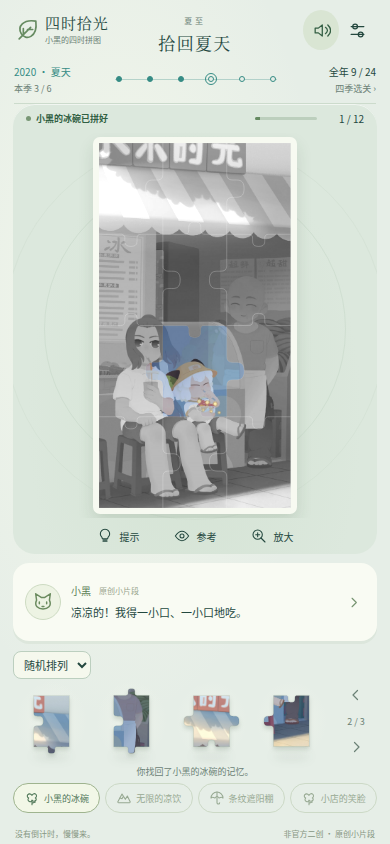 四时拾光
小黑的四时拼图
夏至
拾回夏天
2020 · 夏天
本季 3 / 6
全年 9 / 24
四季选关 ›
小黑的冰碗已拼好
1 / 12
的
冰
提示
参考
放大
小黑 原创小片段
凉凉的！我得一小口、一小口地吃。
随机排列
2 / 3
你找回了小黑的冰碗的记忆。
小黑的冰碗
无限的凉饮
条纹遮阳棚
小店的笑脸
没有倒计时，慢慢来。
非官方二创 · 原创小片段